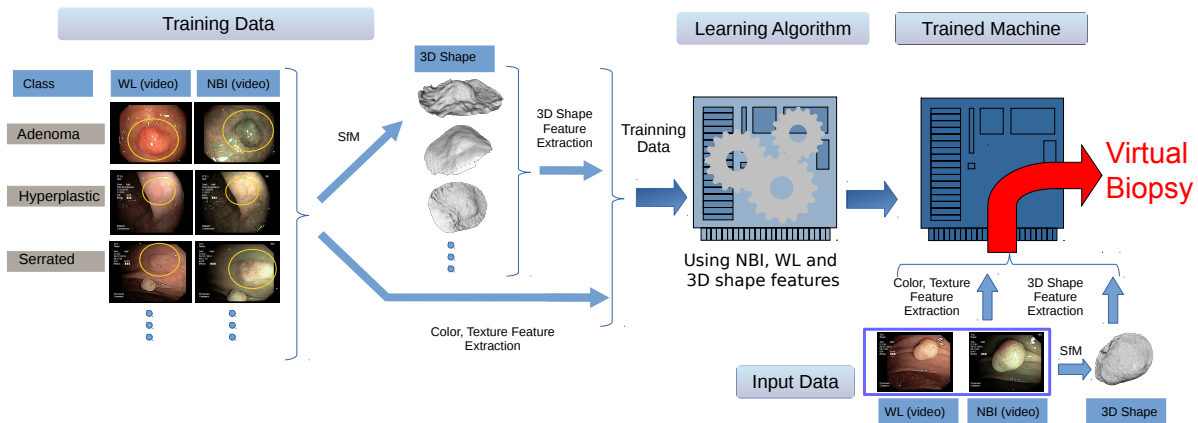 Training Data
Learning Algorithm
Trained Machine
Class
WL (video)
NBI (video)
3D Shape
Adenoma
Hyperplastic
Serrated
SfM
3D Shape
Feature
Extraction
Color, Texture Feature
Extraction
Trainning
Data
Using NBI, WL and
3D shape features
Virtual
Biopsy
Color, Texture
Feature
Extraction
3D Shape
Feature
Extraction
Input Data
SfM
WL (video)
NBI (video)
3D Shape